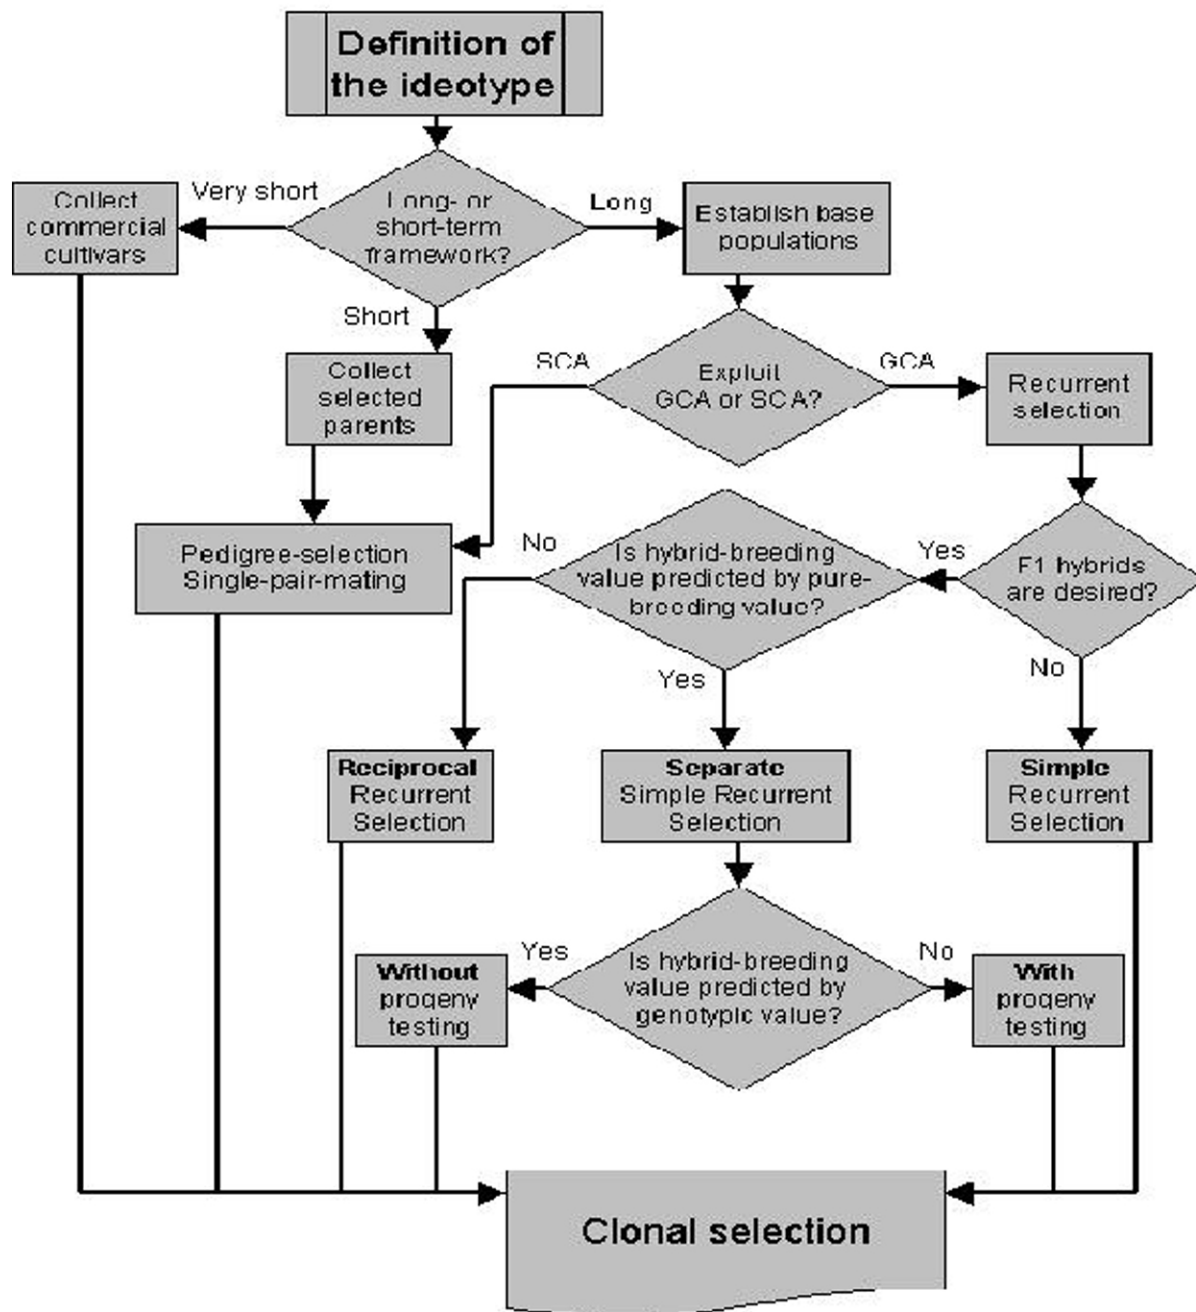 Definition of
the ideotype
Very short
Long- or
short-term
framework?
Long
Collect
commercial
cultivars
Establish base
populations
Short
SCA
Exploit
GCA or SCA?
GCA
Collect
selected
parents
Recurrent
selection
Pedigree-selection
Single-pair-mating
No
Is hybrid-breeding
value predicted by pure-
breeding value?
Yes
F1 hybrids
are desired?
Yes
No
Reciprocal
Recurrent
Selection
Separate
Simple Recurrent
Selection
Simple
Recurrent
Selection
Yes
Is hybrid-breeding
value predicted by
genotypic value?
No
Without
progeny
testing
With
progeny
testing
Clonal selection